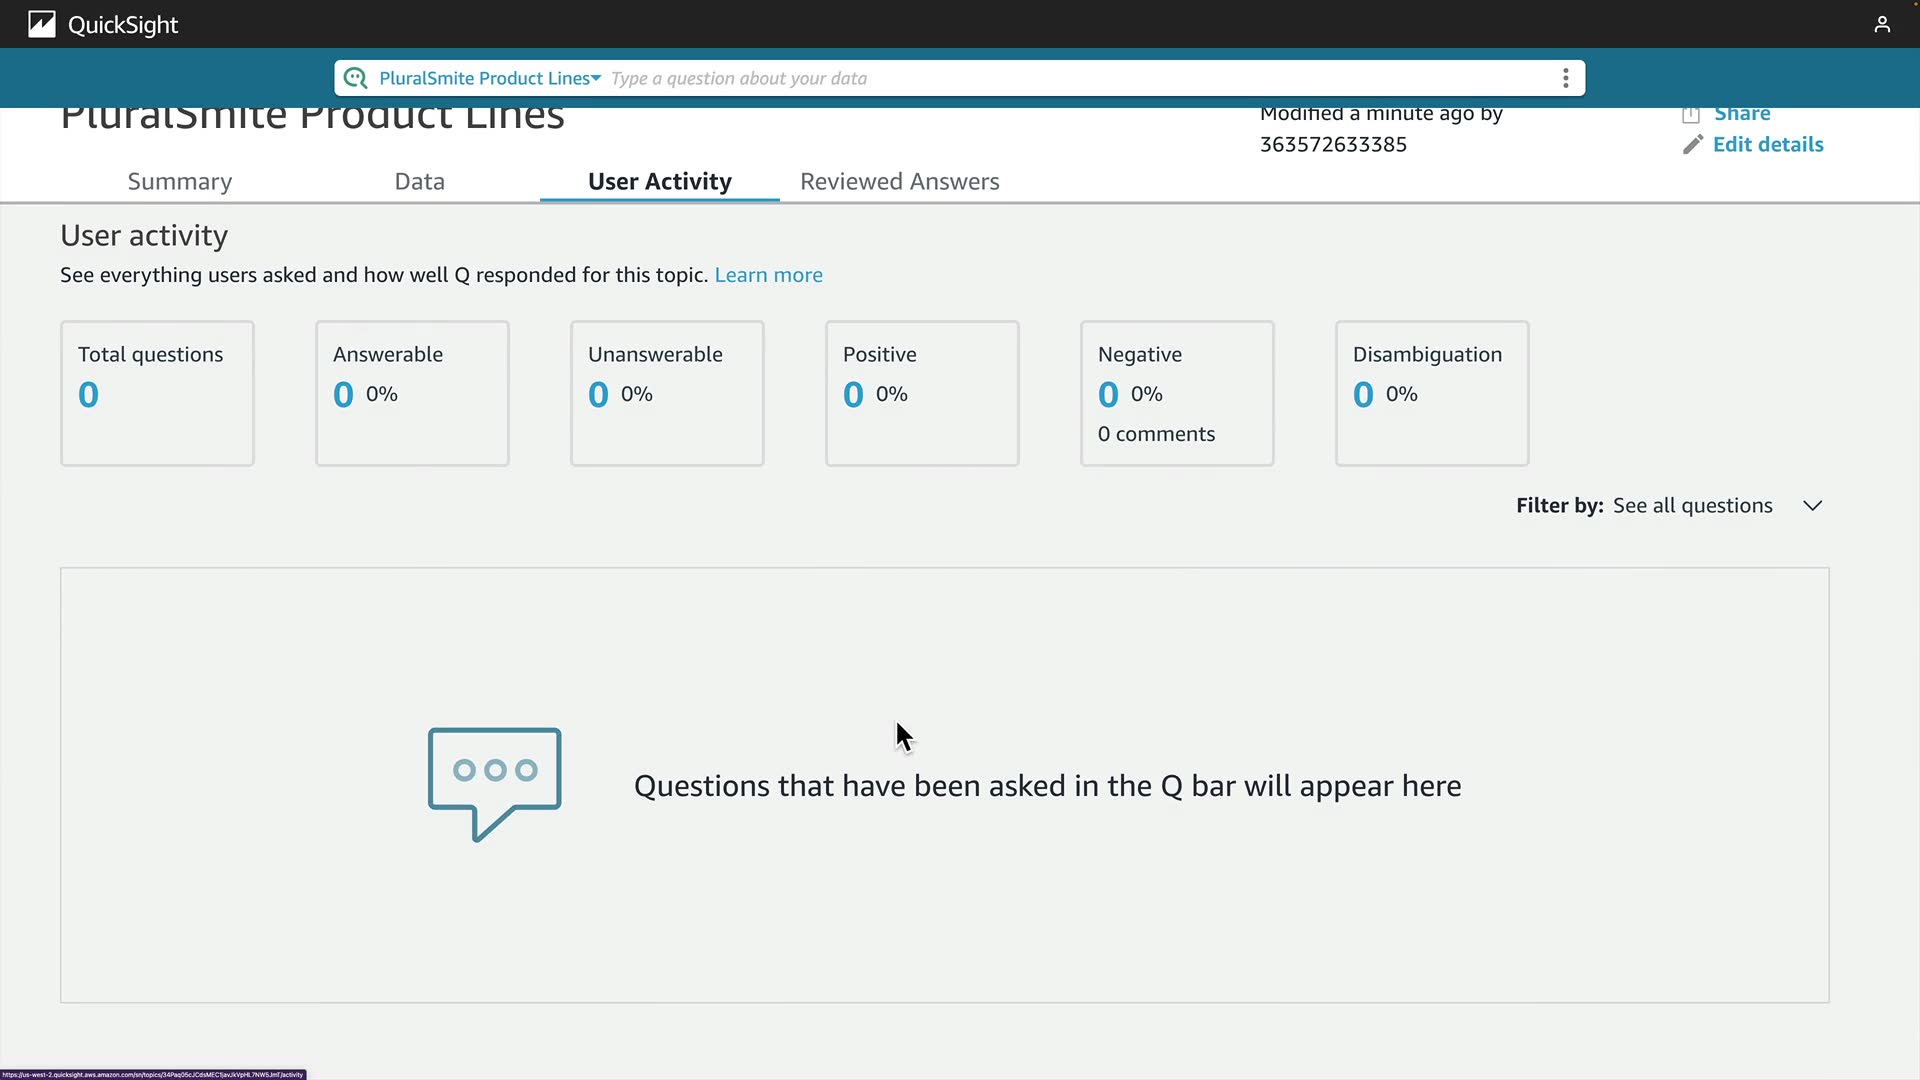 QuickSight
PluralSmite Product Lines Type a question about your data
PluralSmite Product Lines
Modified a minute ago by
363572633385
Share
Edit details
Summary Data User Activity Reviewed Answers
User activity
See everything users asked and how well Q responded for this topic. Learn more
Total questions
0
Answerable
0 0%
Unanswerable
0 0%
Positive
0 0%
Negative
0 0%
0 comments
Disambiguation
0 0%
Filter by: See all questions
Questions that have been asked in the Q bar will appear here